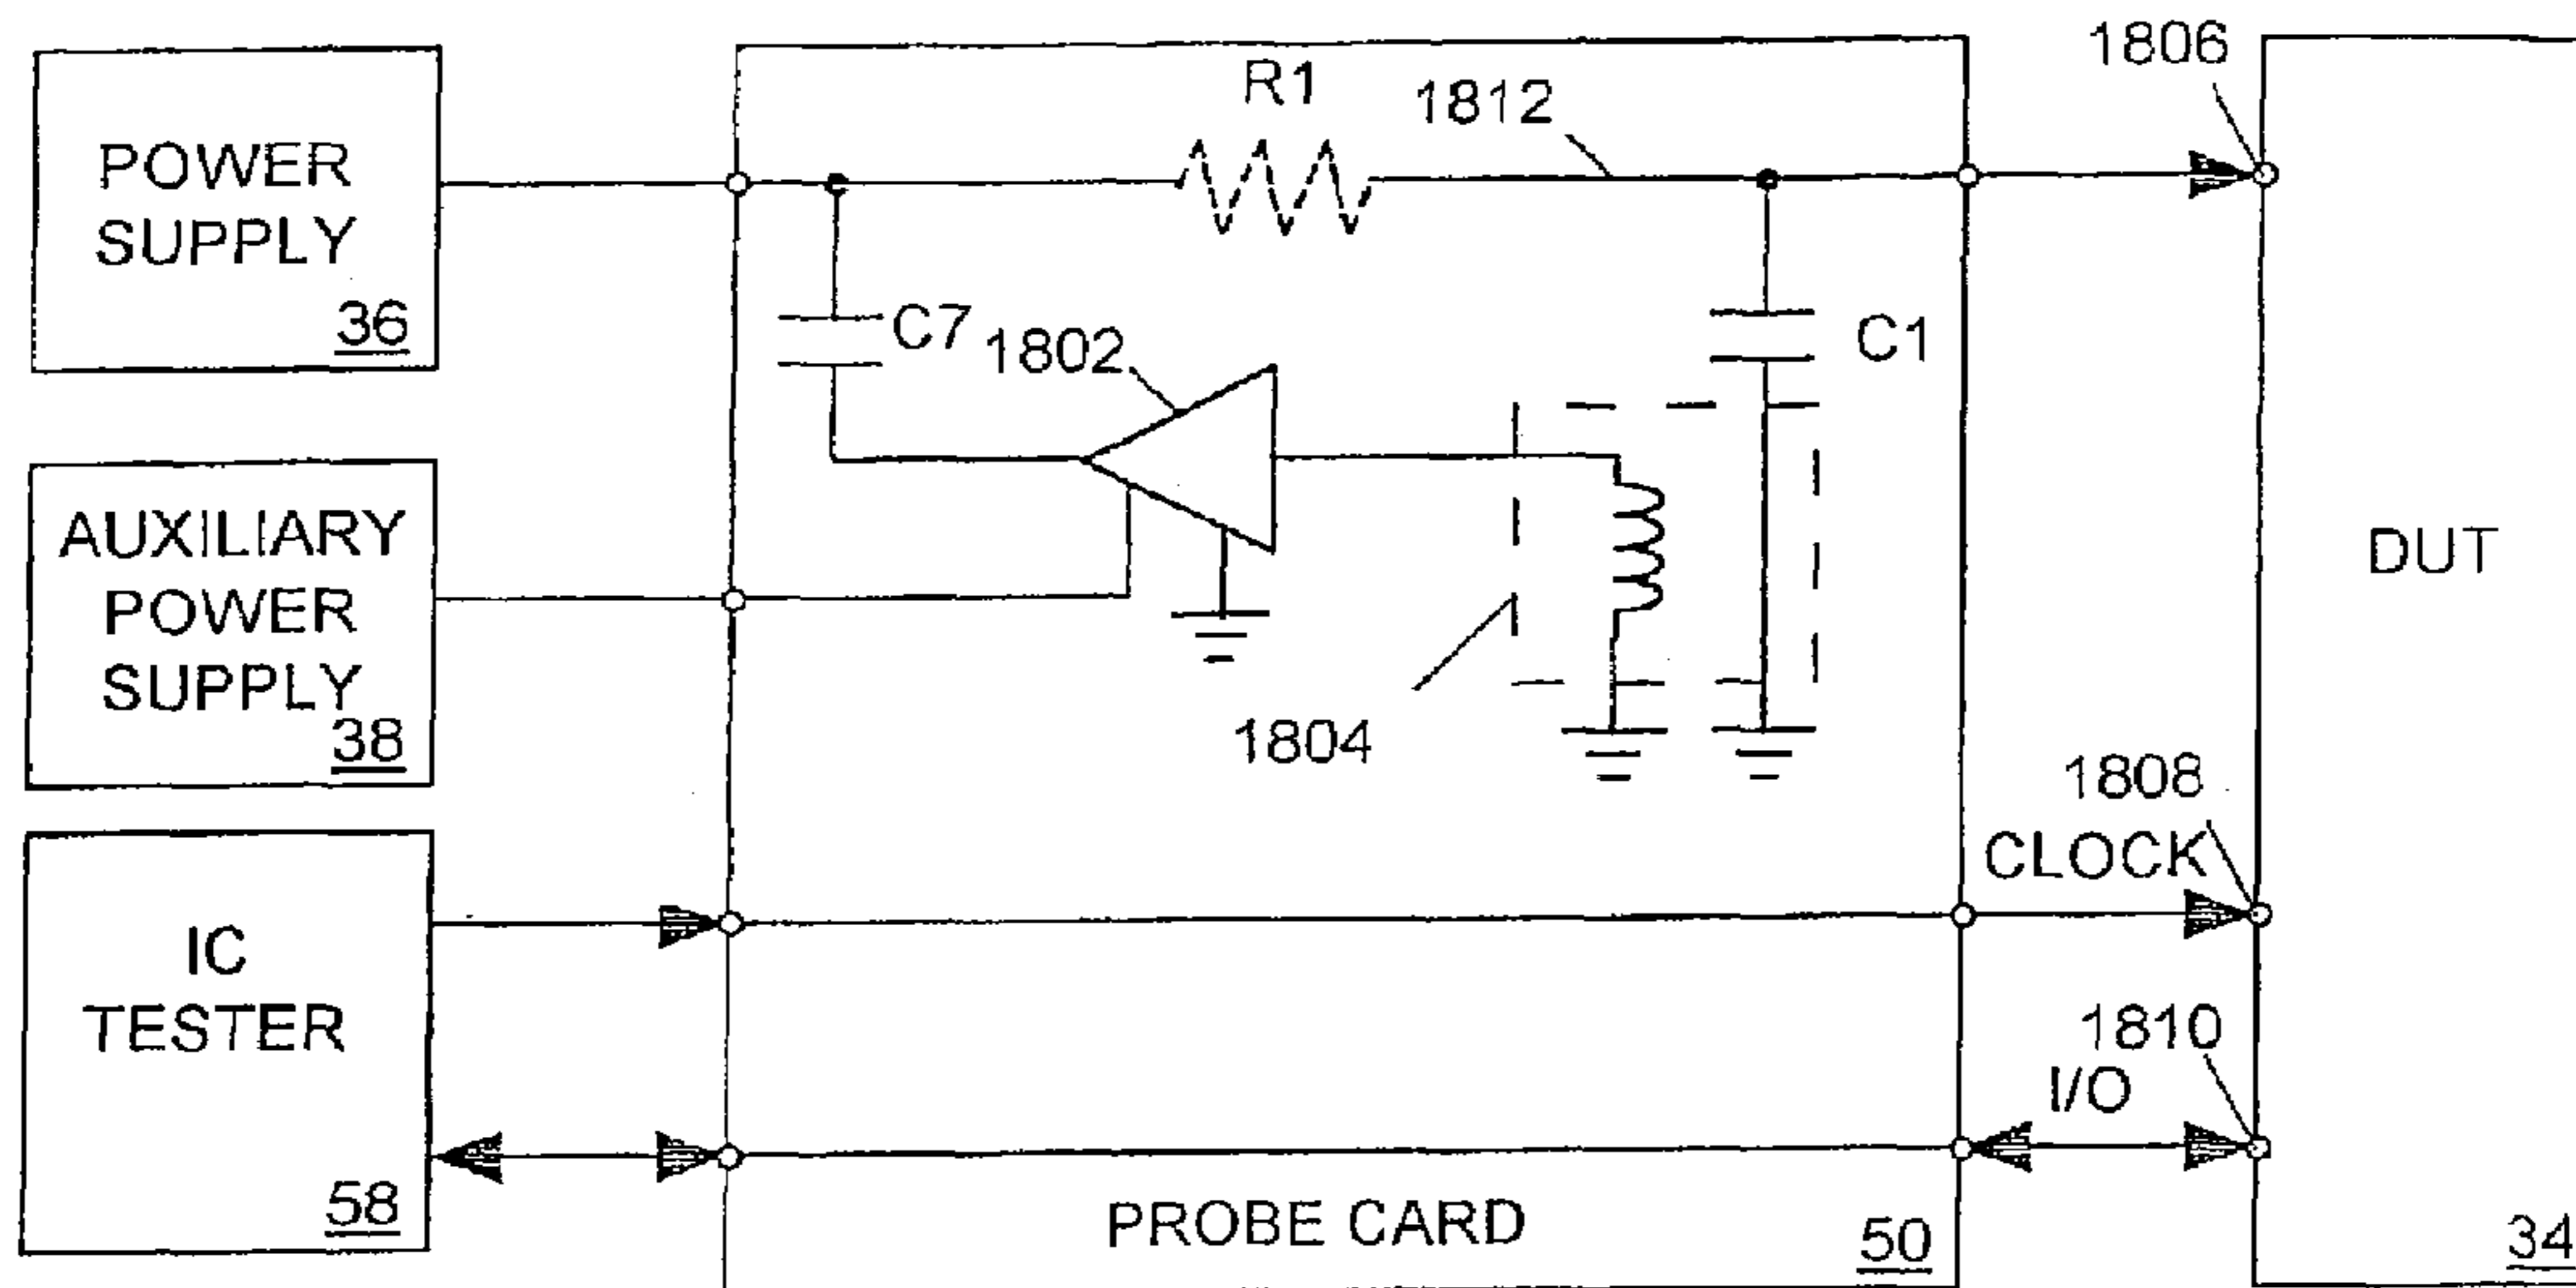 POWER
SUPPLY
36
AUXILIARY
POWER
SUPPLY
38
IC
TESTER
58
R1
1812
C7
1802
C1
1804
PROBE CARD
50
1806
DUT
1808
CLOCK
1810
I/O
34